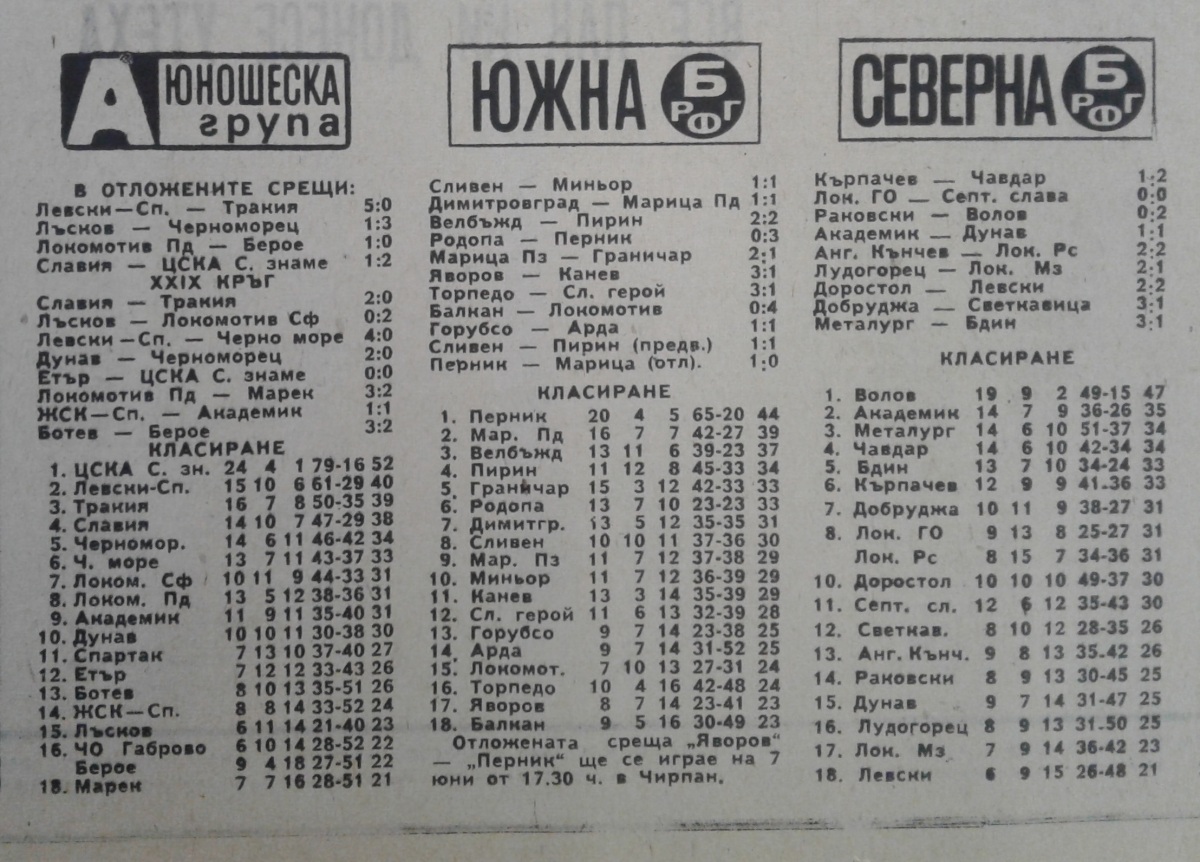 А ЮНОШЕСКА
група
В ОТЛОЖЕНИТЕ СРЕЩИ:
Левски—Сп. — Тракия 5:0
Лъсков — Черноморец 1:3
Локомотив Пд — Берое 1:0
Славия — ЦСКА С. знаме 1:2
XXIX КРЪГ
Славия — Тракия 2:0
Лъсков — Локомотив Сф 0:2
Левски—Сп. — Черно море 4:0
Дунав — Черноморец 2:0
Етър — ЦСКА С. знаме 0:0
Локомотив Пд — Марек 3:2
ЖСК—Сп. — Академик 1:1
Ботев — Берое 3:2
КЛАСИРАНЕ
1. ЦСКА С. зн. 24 4 1 79-16 52
2. Левски-Сп. 15 10 6 61-29 40
3. Тракия 16 7 8 50-35 39
4. Славия 14 10 7 47-29 38
5. Черномор. 14 6 11 46-42 34
6. Ч. море 13 7 11 43-37 33
7. Локом. Сф 10 11 9 44-33 31
8. Локом. Пд 13 5 12 38-36 31
9. Академик 11 9 11 35-40 31
10. Дунав 10 10 11 30-38 30
11. Спартак 7 13 10 37-40 27
12. Етър 7 12 12 33-43 26
13. Ботев 8 10 13 35-51 26
14. ЖСК—Сп. 8 8 14 33-52 24
15. Лъсков 6 11 14 21-40 23
16. ЧО Габрово 6 10 14 28-52 22
Берое 9 4 18 27-51 22
18. Марек 7 7 16 28-51 21
ЮЖНА Б РФГ
Сливен — Миньор 1:1
Димитровград — Марица Пд 1:1
Велбъжд — Пирин 2:2
Родопа — Перник 0:3
Марица Пз — Граничар 2:1
Яворов — Канев 3:1
Торпедо — Сл. герой 3:1
Балкан — Локомотив 0:4
Горубсо — Арда 1:1
Сливен — Пирин (предв.) 1:1
Перник — Марица (отл). 1:0
КЛАСИРАНЕ
1. Перник 20 4 5 65-20 44
2. Мар. Пд 16 7 7 42-27 39
3. Велбъжд 13 11 6 39-23 37
4. Пирин 11 12 8 45-33 34
5. Граничар 15 3 12 42-33 33
6. Родопа 13 7 10 23-23 33
7. Димитгр. 13 5 12 35-35 31
8. Сливен 10 10 11 37-36 30
9. Мар. Пз 11 7 12 37-38 29
10. Миньор 11 7 12 36-39 29
11. Канев 13 3 14 35-39 29
12. Сл. герой 11 6 13 32-39 28
13. Горубсо 9 7 14 23-38 25
14. Арда 9 7 14 31-52 25
15. Локомот. 7 10 13 27-31 24
16. Торпедо 10 4 16 42-48 24
17. Яворов 8 7 14 23-41 23
18. Балкан 9 5 16 30-49 23
Отложената среща „Яворов“
— „Перник“ ще се играе на 7
юни от 17.30 ч. в Чирпан.
СЕВЕРНА Б РФГ
Кърпачев — Чавдар 1:2
Лок. ГО — Септ. слава 0:0
Раковски — Волов 0:2
Академик — Дунав 1:1
Анг. Кънчев — Лок. Рс 2:2
Лудогорец — Лок. Мз 2:1
Доростол — Левски 2:2
Добруджа — Светкавица 3:1
Металург — Бдин 3:1
КЛАСИРАНЕ
1. Волов 19 9 2 49-15 47
2. Академик 14 7 9 36-26 35
3. Металург 14 6 10 51-37 34
4. Чавдар 14 6 10 42-34 34
5. Бдин 13 7 10 34-24 33
6. Кърпачев 12 9 9 41-36 33
7. Добруджа 10 11 9 38-27 31
8. Лок. ГО 9 13 8 25-27 31
Лок. Рс 8 15 7 34-36 31
10. Доростол 10 10 10 49-37 30
11. Септ. сл. 12 6 12 35-43 30
12. Светкав. 8 10 12 28-35 26
13. Анг. Кънч. 9 8 13 35-42 26
14. Раковски 8 9 13 30-45 25
15. Дунав 9 7 14 31-47 25
16. Лудогорец 8 9 13 31.50 25
17. Лок. Мз 7 9 14 36-42 23
18. Левски 6 9 15 26-48 21